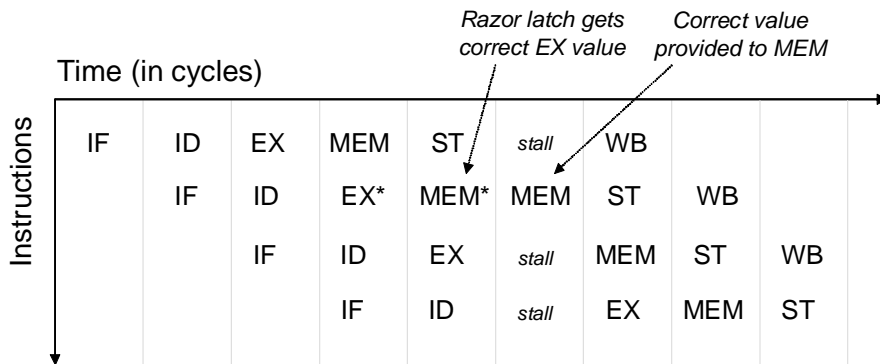 Razor latch gets
correct EX value
Correct value
provided to MEM
Time (in cycles)
Instructions
IF ID EX MEM ST stall WB
IF ID EX* MEM* MEM ST WB
IF ID EX stall MEM ST WB
IF ID stall EX MEM ST